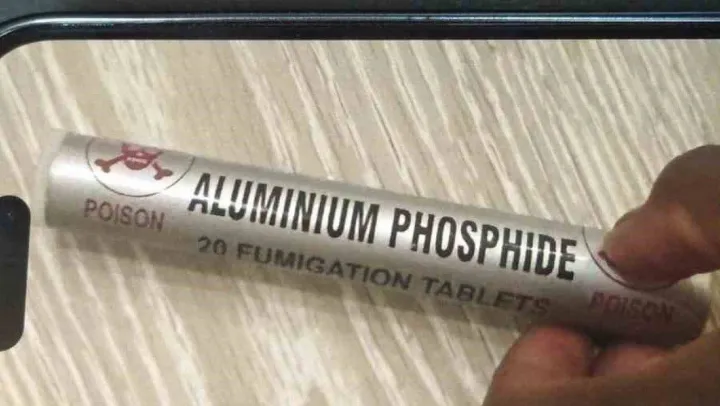 POISON
ALUMINIUM PHOSPHIDE
20 FUMIGATION TABLETS
POISON